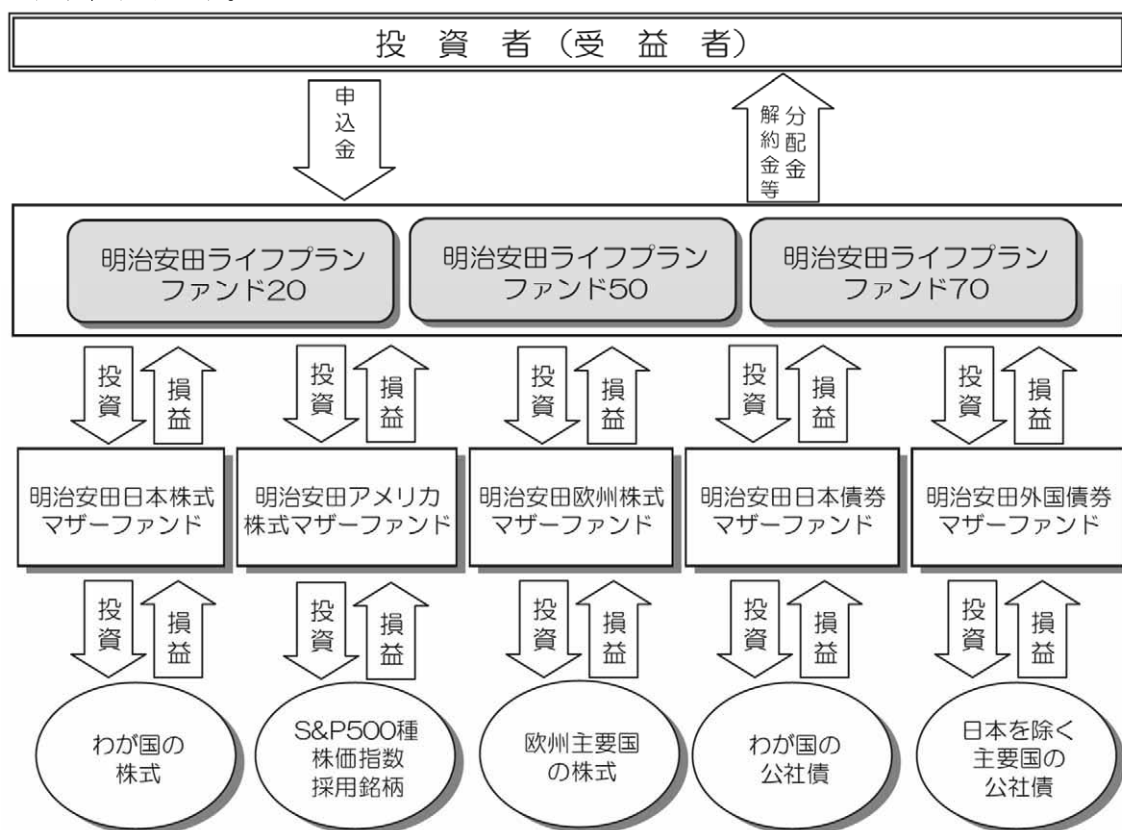 投資者(受益者)
申込金
分配金
解約金等
明治安田ライフプラン
ファンド20
明治安田ライフプラン
ファンド50
明治安田ライフプラン
ファンド70
投資
損益
投資
損益
投資
損益
投資
損益
投資
損益
明治安田日本株式
マザーファンド
明治安田アメリカ
株式マザーファンド
明治安田欧州株式
マザーファンド
明治安田日本債券
マザーファンド
明治安田外国債券
マザーファンド
投資
損益
投資
損益
投資
損益
投資
損益
投資
損益
わが国の
株式
S&P500種
株価指数
採用銘柄
欧州主要国
の株式
わが国の
公社債
日本を除く
主要国の
公社債